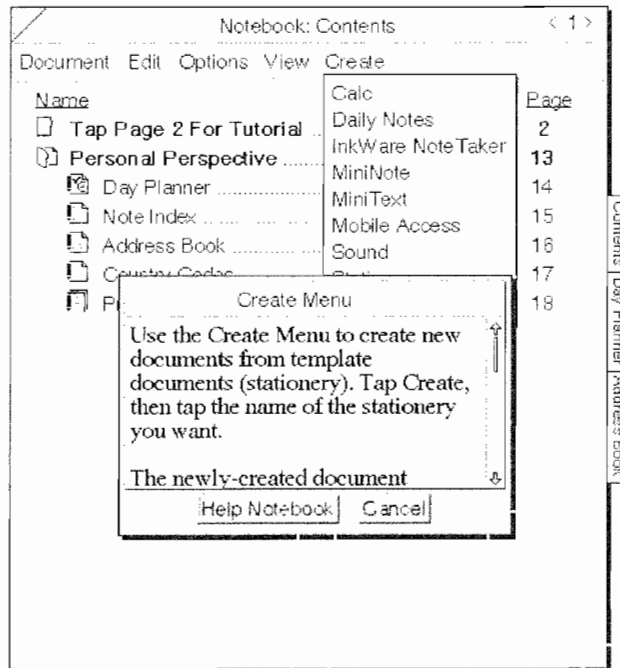 Notebook: Contents
< 1 >
Document Edit Options View Create
Name
Page
Tap Page 2 For Tutorial
2
Personal Perspective
13
Day Planner
14
Note Index
15
Address Book
16
Country Codes
17
P
18
Calc
Daily Notes
InkWare NoteTaker
MiniNote
MiniText
Mobile Access
Sound
Create Menu
Use the Create Menu to create new
documents from template
documents (stationery). Tap Create,
then tap the name of the stationery
you want.
The newly-created document
Help Notebook Cancel
Contents
Day Planner
Address Book